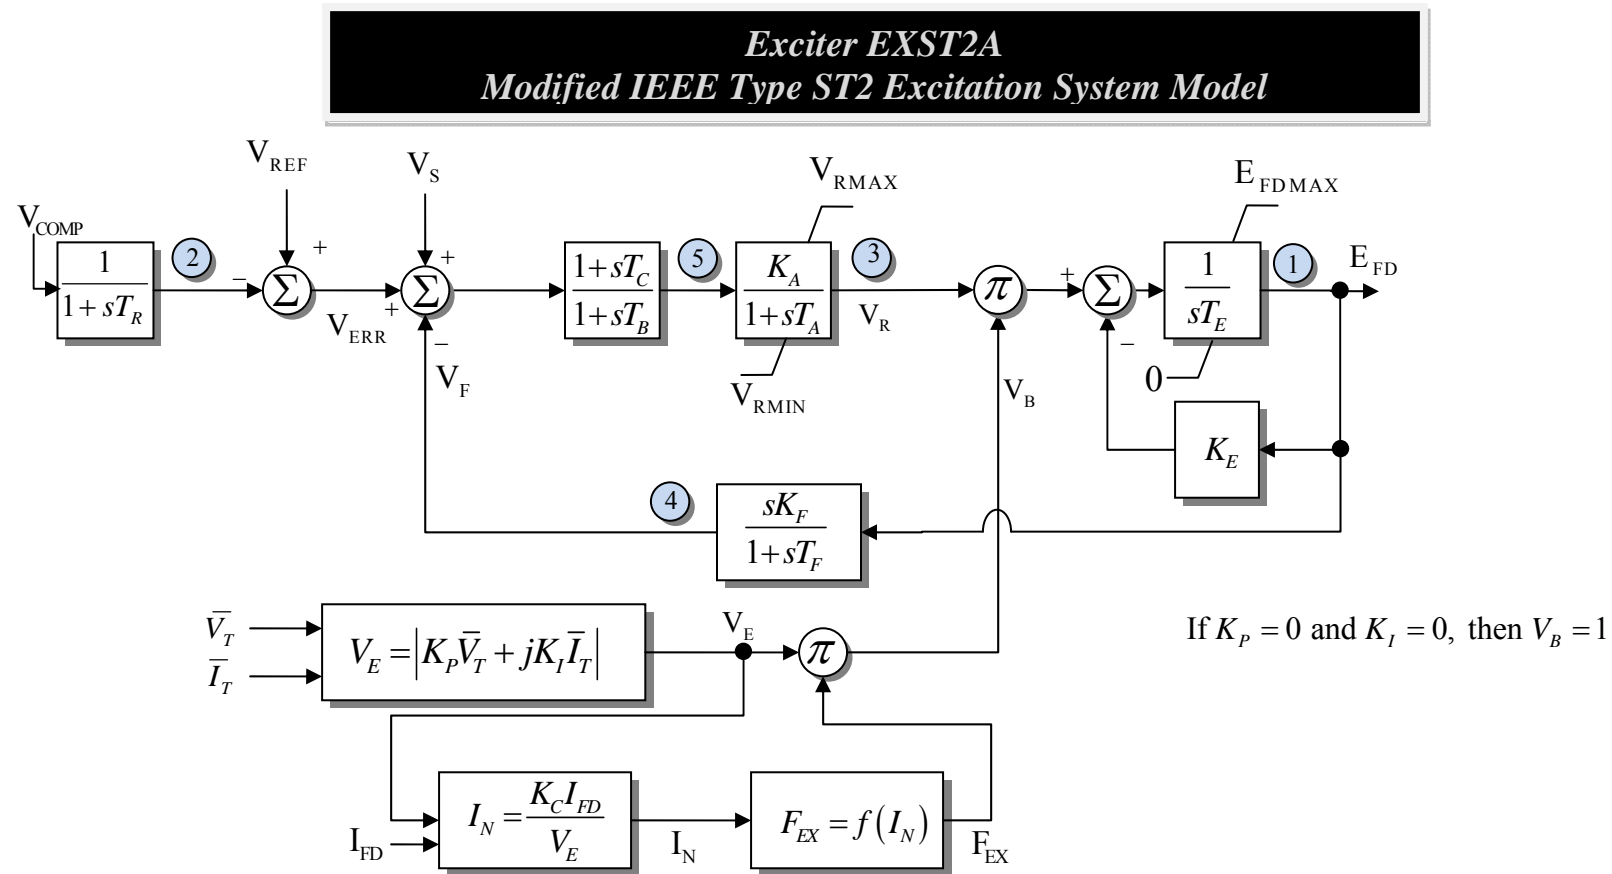 Exciter EXST2A
Modified IEEE Type ST2 Excitation System Model
V_COMP
1/(1+sT_R)
2
V_REF
+
−
Σ
V_ERR
V_S
+
+
−
Σ
V_F
(1+sT_C)/(1+sT_B)
5
V_RMAX
K_A/(1+sT_A)
V_RMIN
3
V_R
π
V_B
+
−
Σ
E_FDMAX
1/(sT_E)
0
1
E_FD
K_E
4
sK_F/(1+sT_F)
V̅_T
I̅_T
V_E = |K_P V̅_T + jK_I I̅_T|
V_E
π
If K_P = 0 and K_I = 0, then V_B = 1
I_FD
I_N = K_C I_FD/V_E
I_N
F_EX = f(I_N)
F_EX